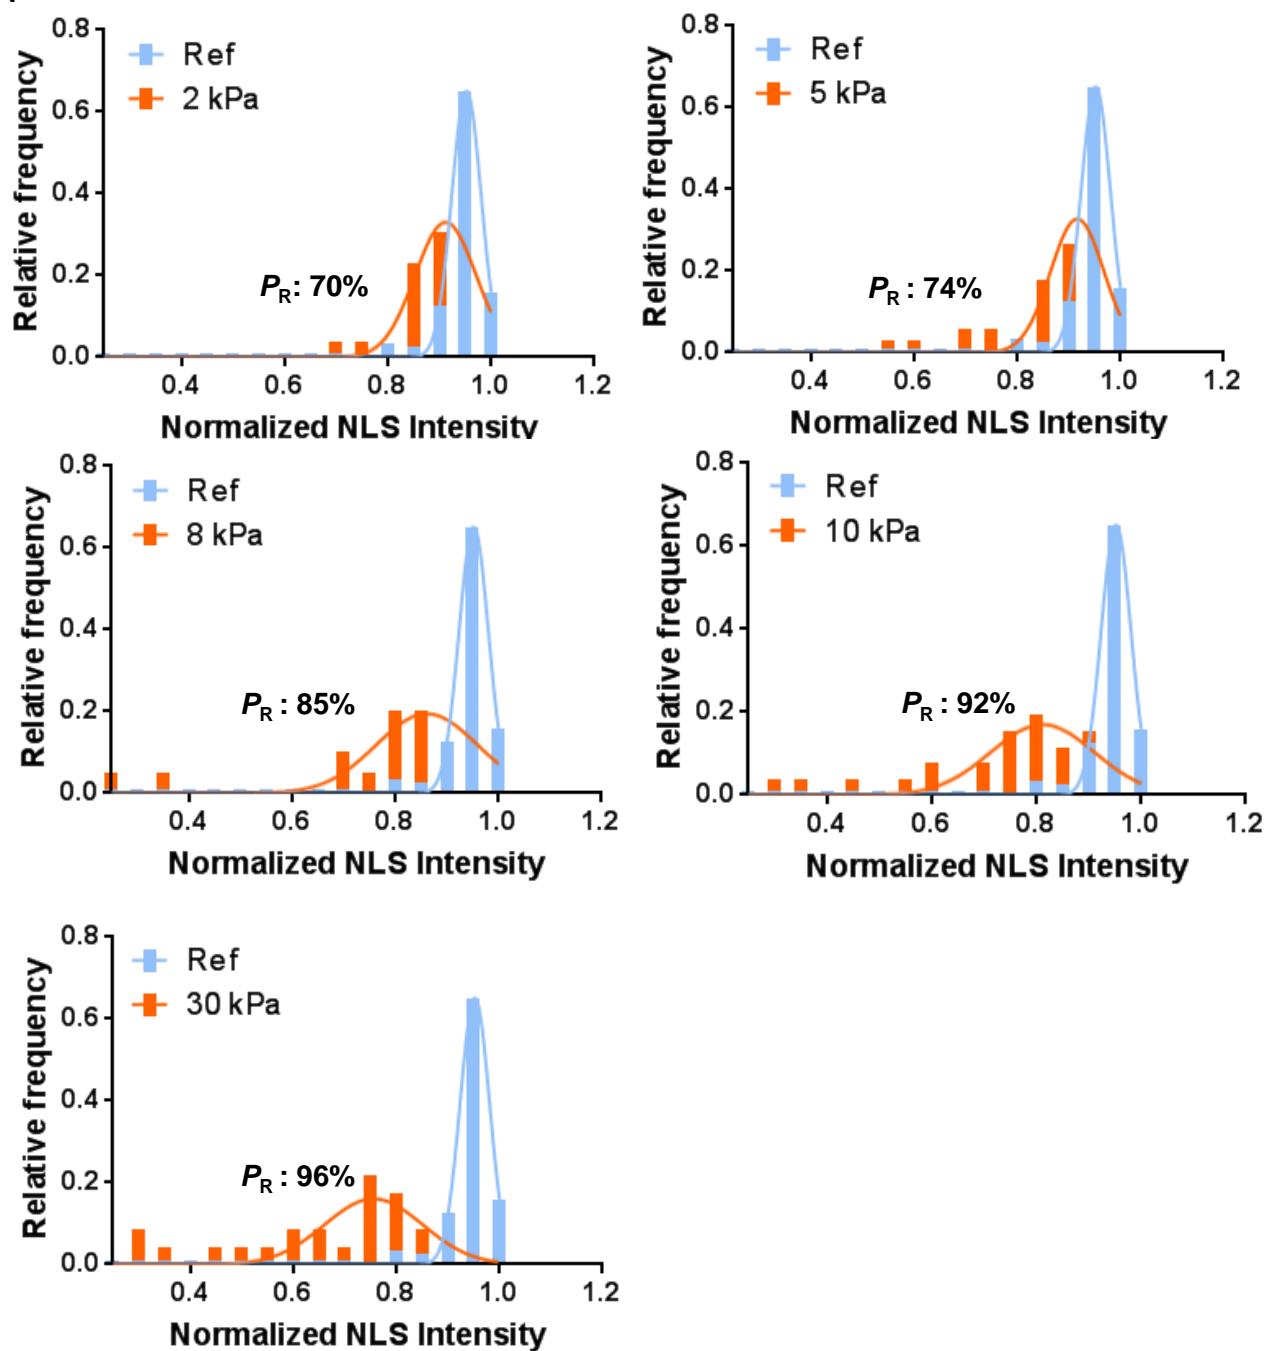 0.8
0.6
0.4
0.2
0.0
Relative frequency
Ref
2 kPa
PR: 70%
0.4 0.6 0.8 1.0 1.2
Normalized NLS Intensity
0.8
0.6
0.4
0.2
0.0
Relative frequency
Ref
5 kPa
PR : 74%
0.4 0.6 0.8 1.0 1.2
Normalized NLS Intensity
0.8
0.6
0.4
0.2
0.0
Relative frequency
Ref
8 kPa
PR : 85%
0.4 0.6 0.8 1.0 1.2
Normalized NLS Intensity
0.8
0.6
0.4
0.2
0.0
Relative frequency
Ref
10 kPa
PR : 92%
0.4 0.6 0.8 1.0 1.2
Normalized NLS Intensity
0.8
0.6
0.4
0.2
0.0
Relative frequency
Ref
30 kPa
PR : 96%
0.4 0.6 0.8 1.0 1.2
Normalized NLS Intensity